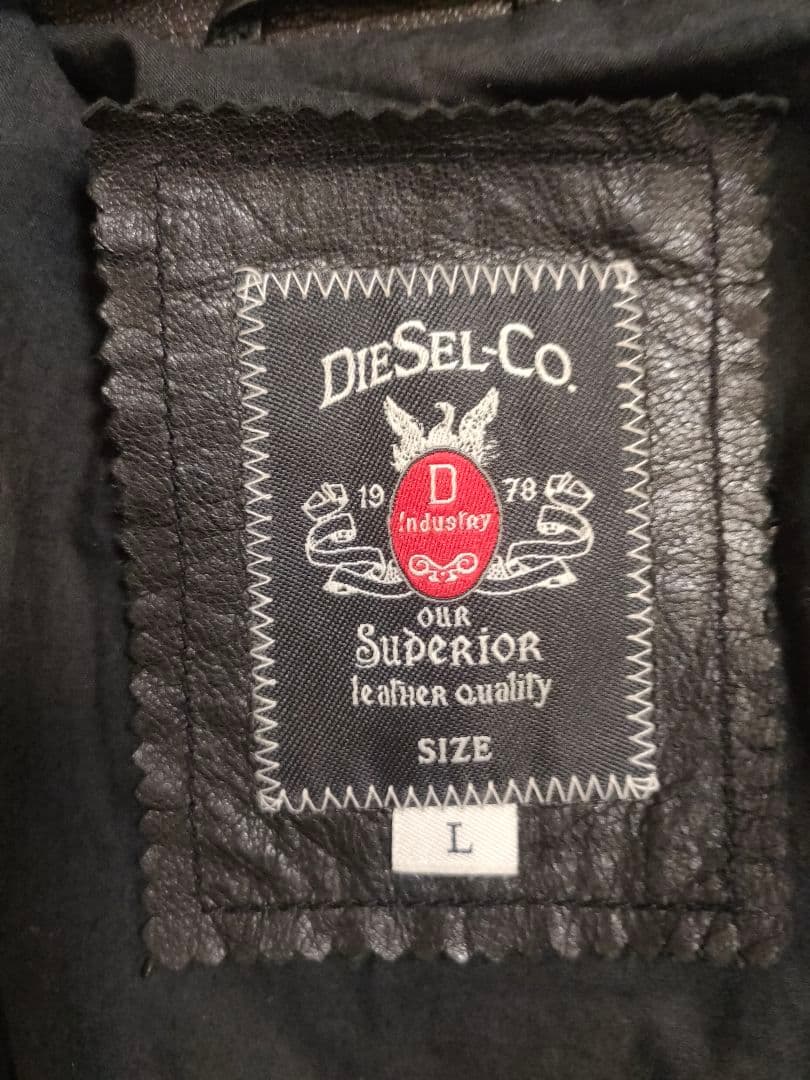 DIESEL-CO.
19 78
D
Industry
OUR
SUPERIOR
leather Quality
SIZE
L